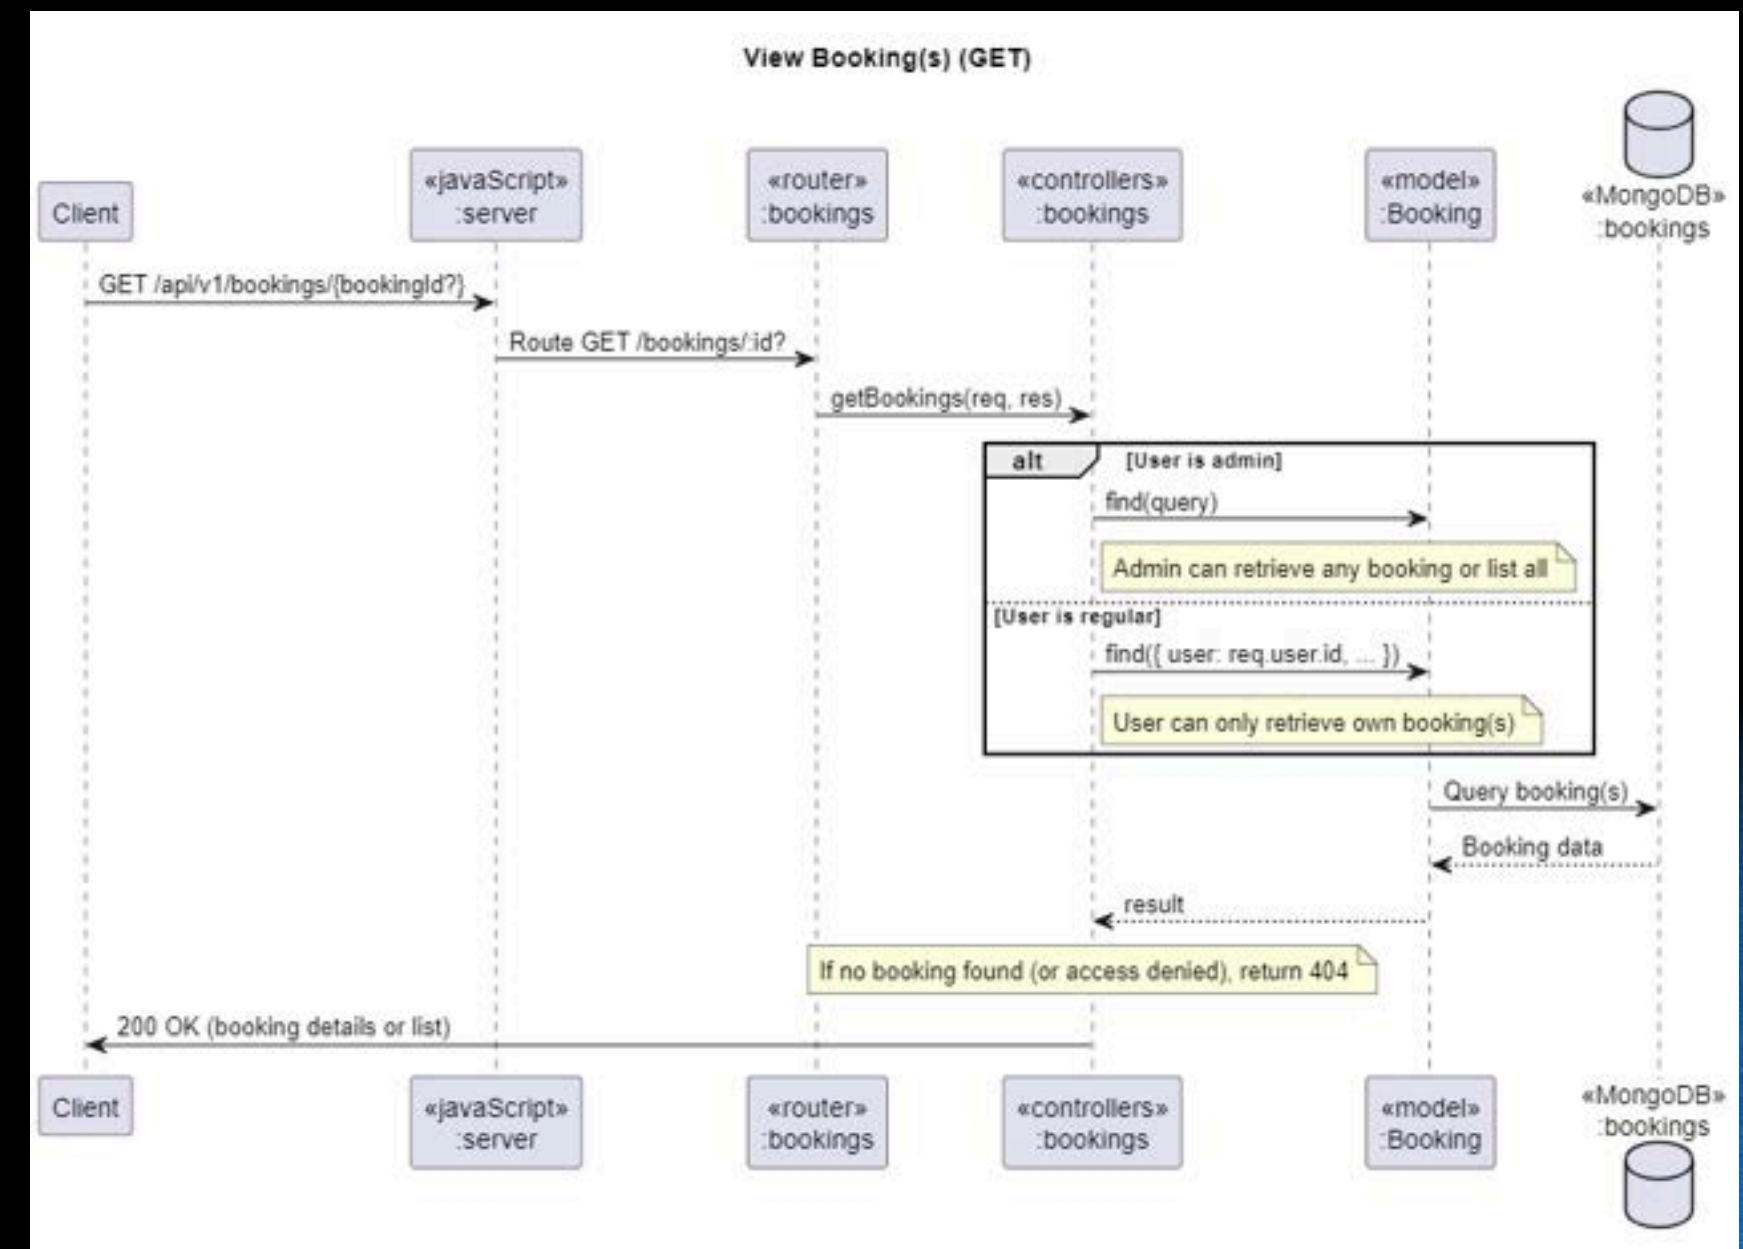 View Booking(s) (GET)
Client
«javaScript»
:server
«router»
:bookings
«controllers»
:bookings
«model»
:Booking
«MongoDB»
:bookings
GET /api/v1/bookings/{bookingId?}
Route GET /bookings/:id?
getBookings(req, res)
alt
[User is admin]
find(query)
Admin can retrieve any booking or list all
[User is regular]
find({ user: req.user.id, ... })
User can only retrieve own booking(s)
Query booking(s)
Booking data
result
If no booking found (or access denied), return 404
200 OK (booking details or list)
Client
«javaScript»
:server
«router»
:bookings
«controllers»
:bookings
«model»
:Booking
«MongoDB»
:bookings